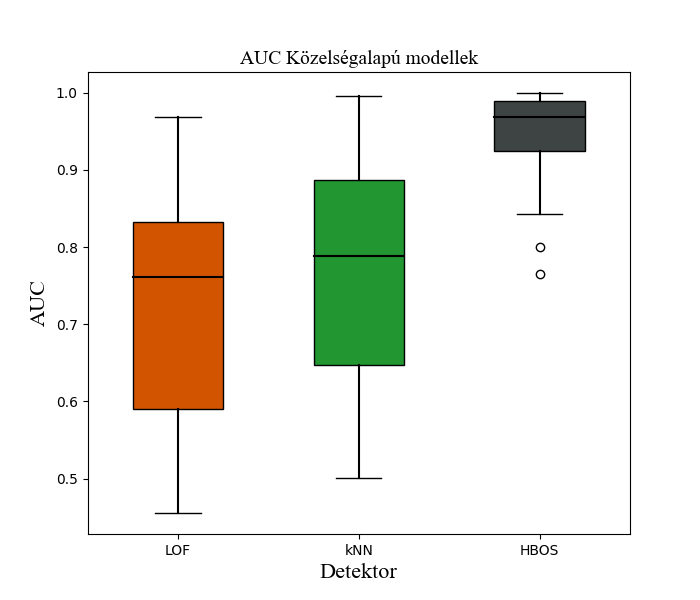 AUC Közelségalapú modellek
1.0
0.9
0.8
0.7
0.6
0.5
AUC
LOF
kNN
HBOS
Detektor